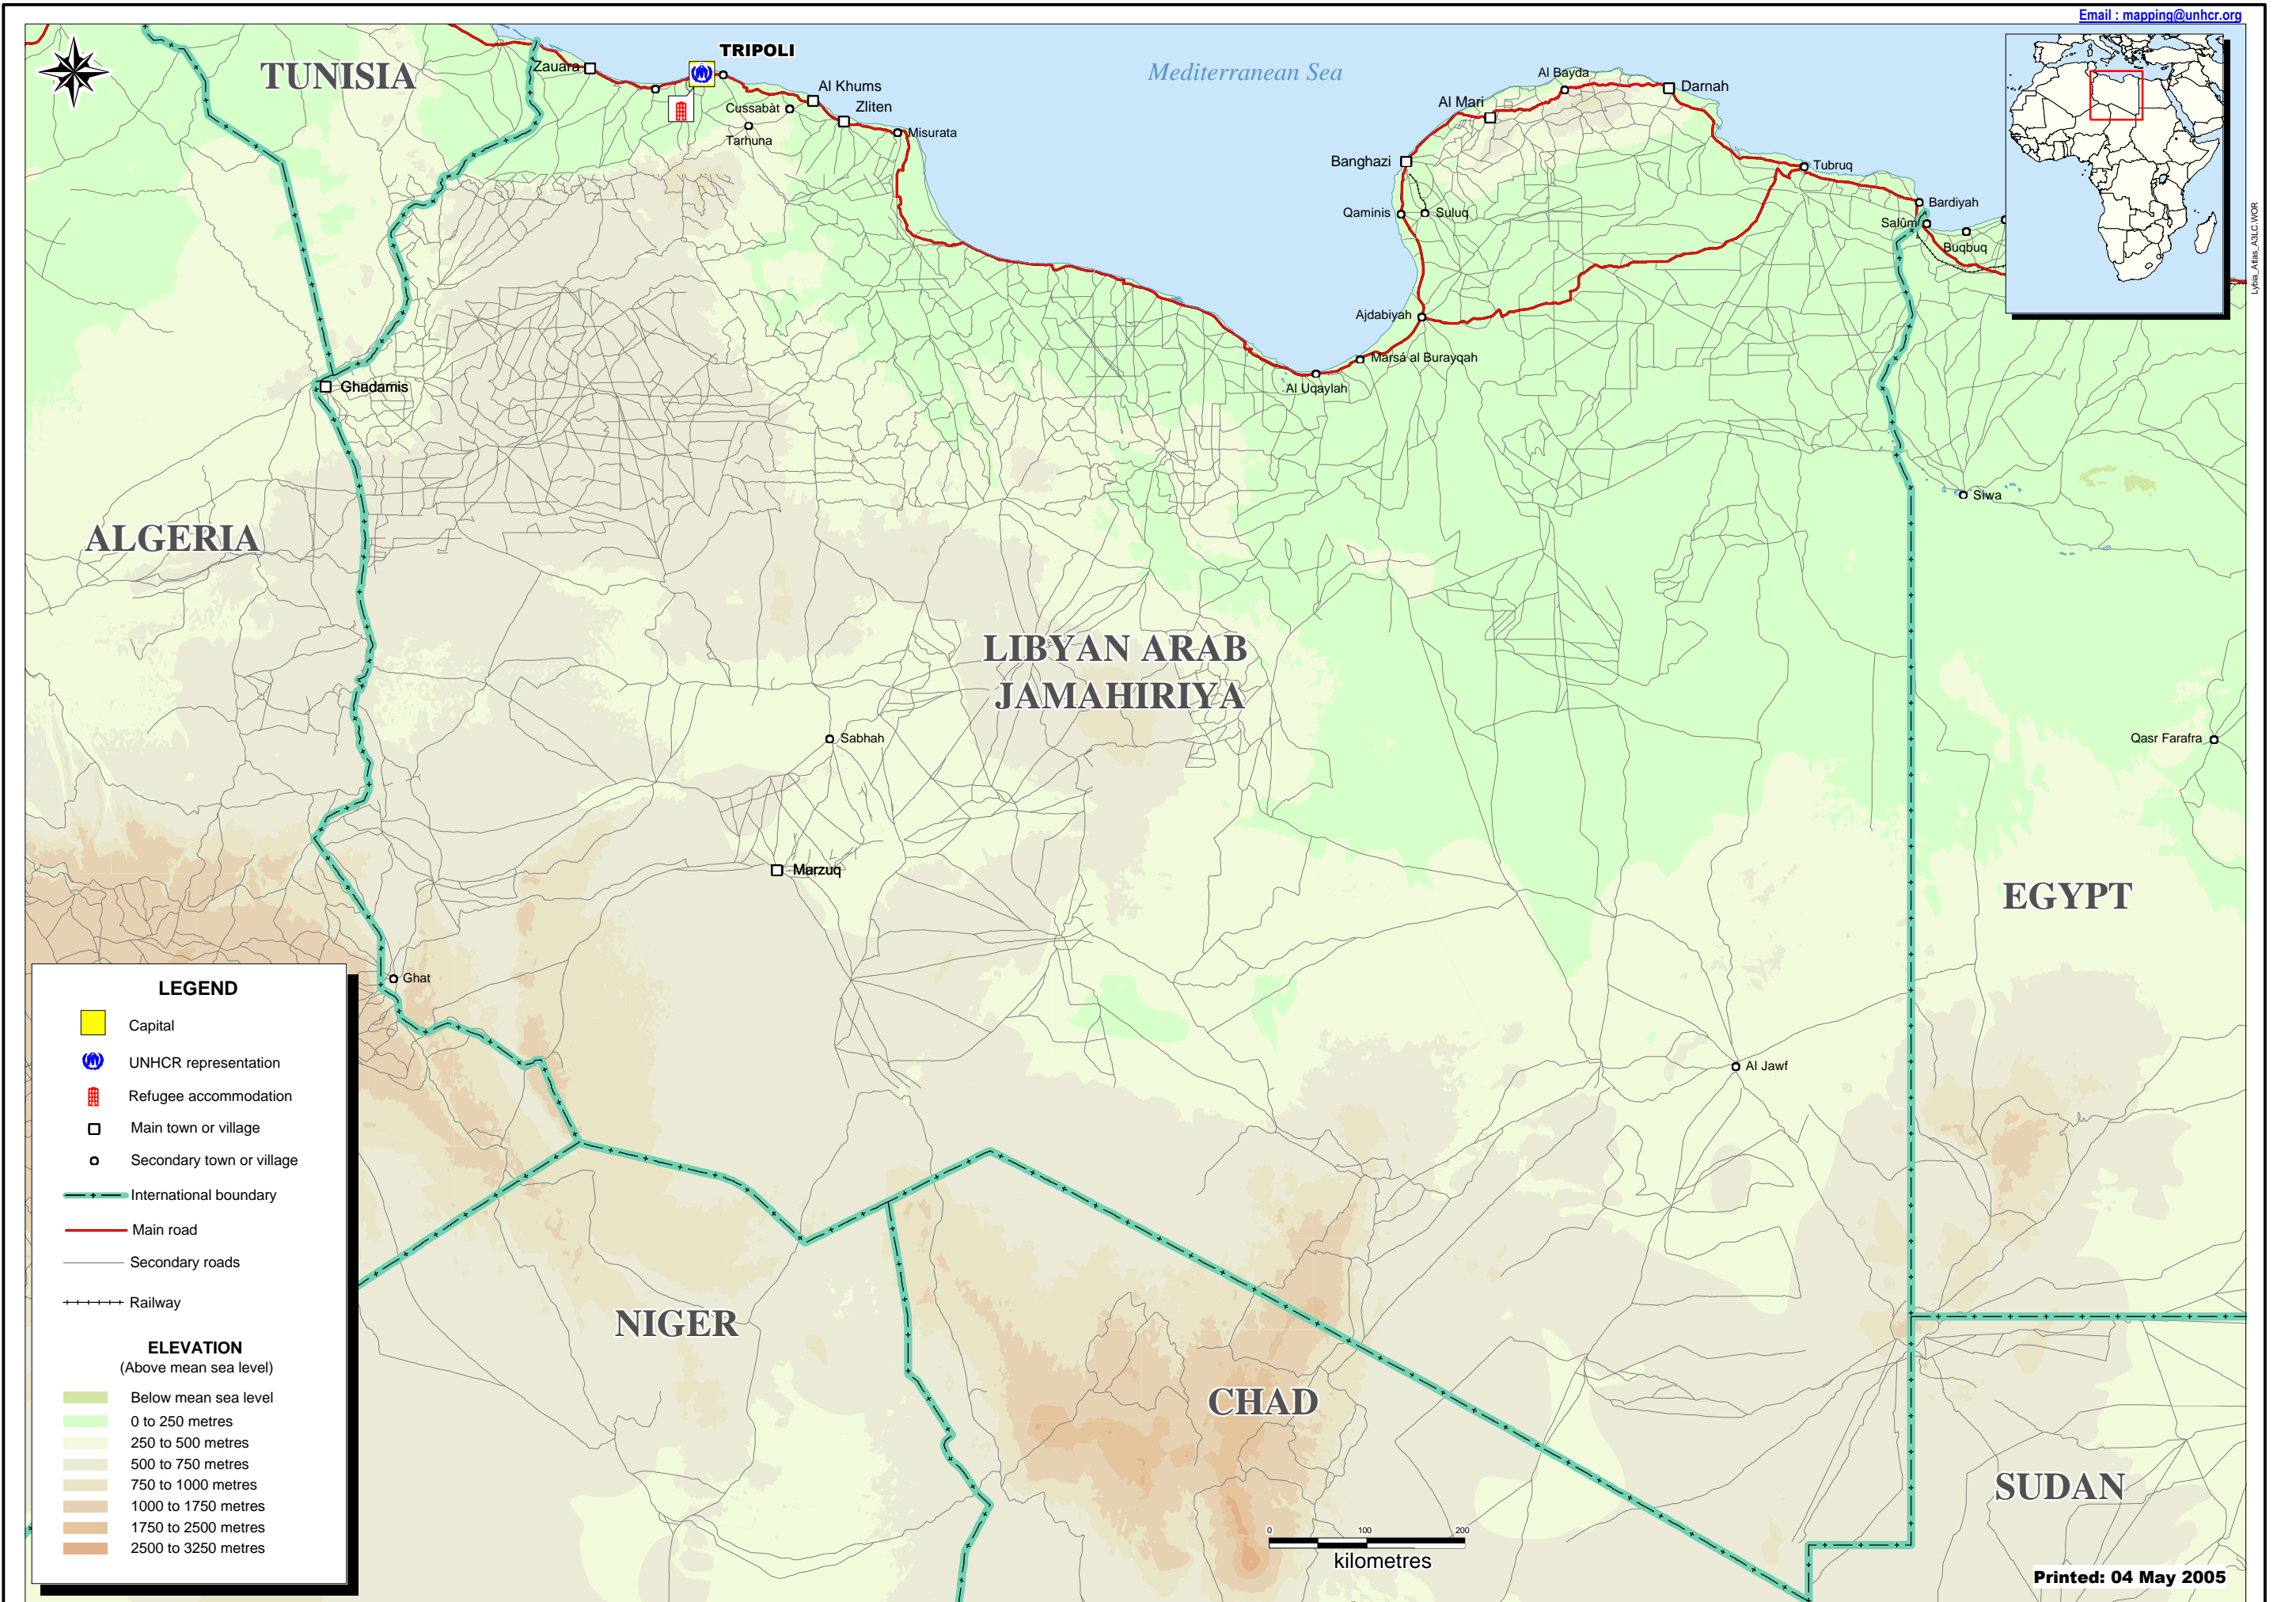 Email : mapping@unhcr.org
TUNISIA
Zauara
TRIPOLI
Al Khums
Cussabàt
Zliten
Tarhuna
Misurata
Mediterranean Sea
Al Bayda
Darnah
Al Mari
Banghazi
Tubruq
Qaminis
Suluq
Bardiyah
Salûm
Buqbuq
Lybia_Atlas_A3LC.WOR
Ajdabiyah
Marsá al Burayqah
Al Uqaylah
Ghadamis
Siwa
ALGERIA
LIBYAN ARAB
JAMAHIRIYA
Sabhah
Qasr Farafra
Marzuq
EGYPT
Ghat
Al Jawf
NIGER
CHAD
SUDAN
LEGEND
Capital
UNHCR representation
Refugee accommodation
Main town or village
Secondary town or village
International boundary
Main road
Secondary roads
Railway
ELEVATION
(Above mean sea level)
Below mean sea level
0 to 250 metres
250 to 500 metres
500 to 750 metres
750 to 1000 metres
1000 to 1750 metres
1750 to 2500 metres
2500 to 3250 metres
0 100 200
kilometres
Printed: 04 May 2005